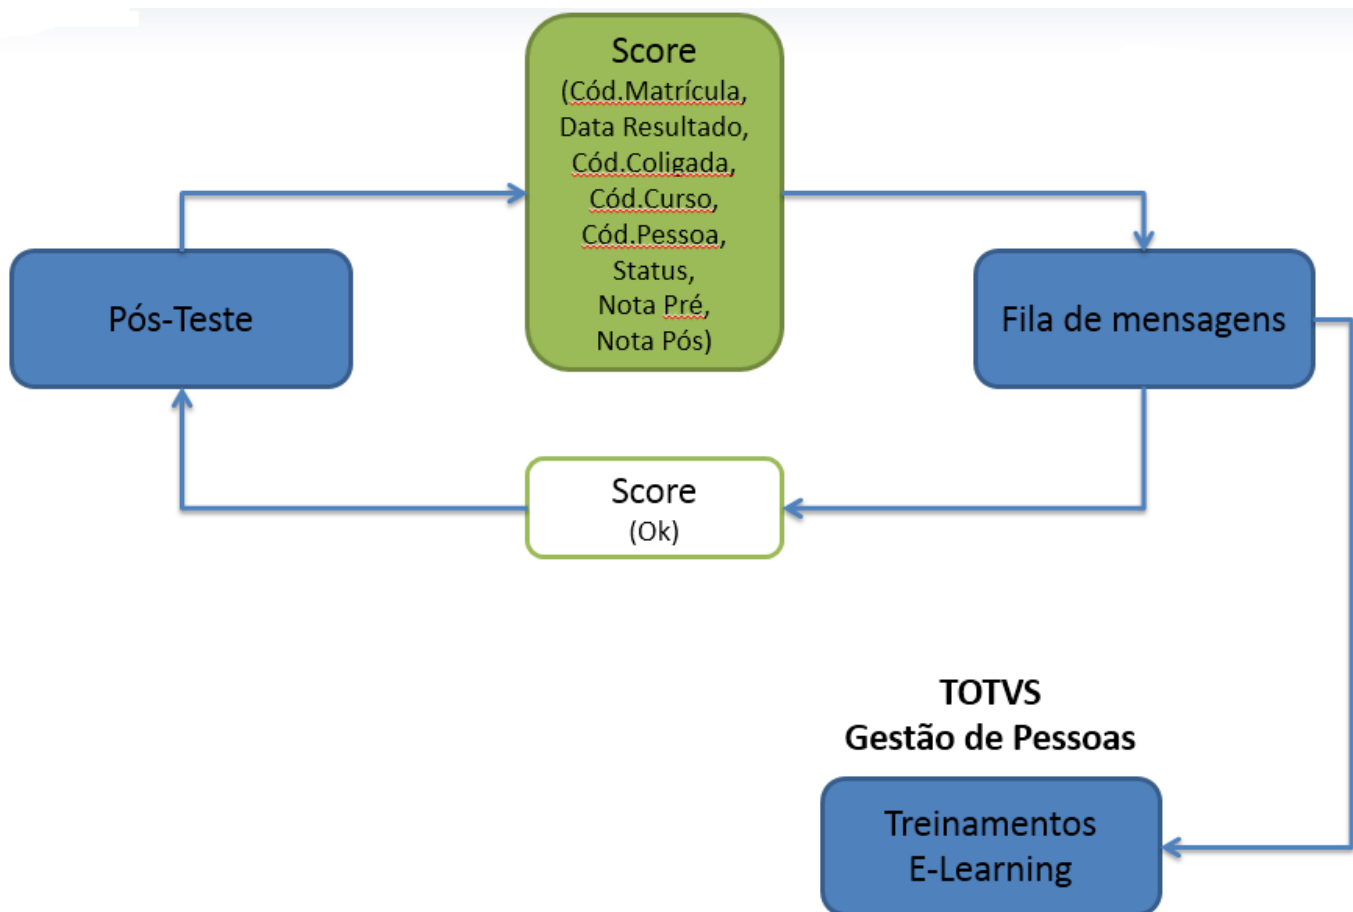 Score
(Cód.Matrícula,
Data Resultado,
Cód.Coligada,
Cód.Curso,
Cód.Pessoa,
Status,
Nota Pré,
Nota Pós)
Pós-Teste
Fila de mensagens
Score
(Ok)
TOTVS
Gestão de Pessoas
Treinamentos
E-Learning